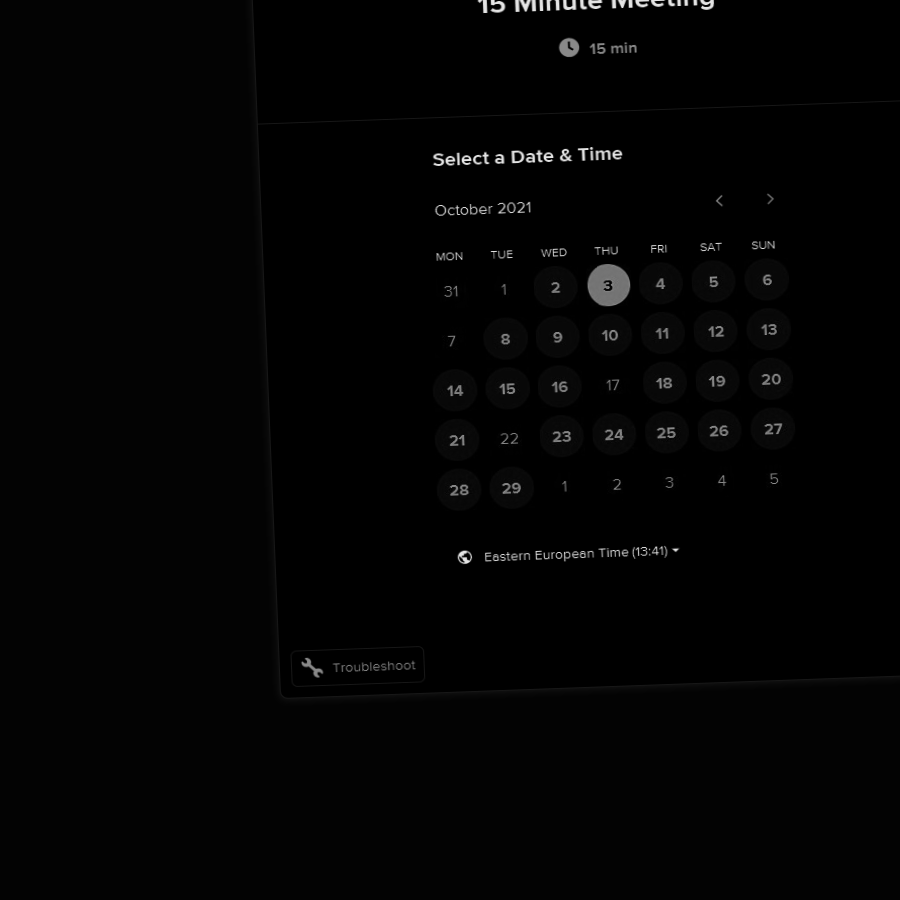 15 Minute Meeting
15 min
Select a Date & Time
October 2021
MON TUE WED THU FRI SAT SUN
31 1 2 3 4 5 6
7 8 9 10 11 12 13
14 15 16 17 18 19 20
21 22 23 24 25 26 27
28 29 1 2 3 4 5
Eastern European Time (13:41)
Troubleshoot